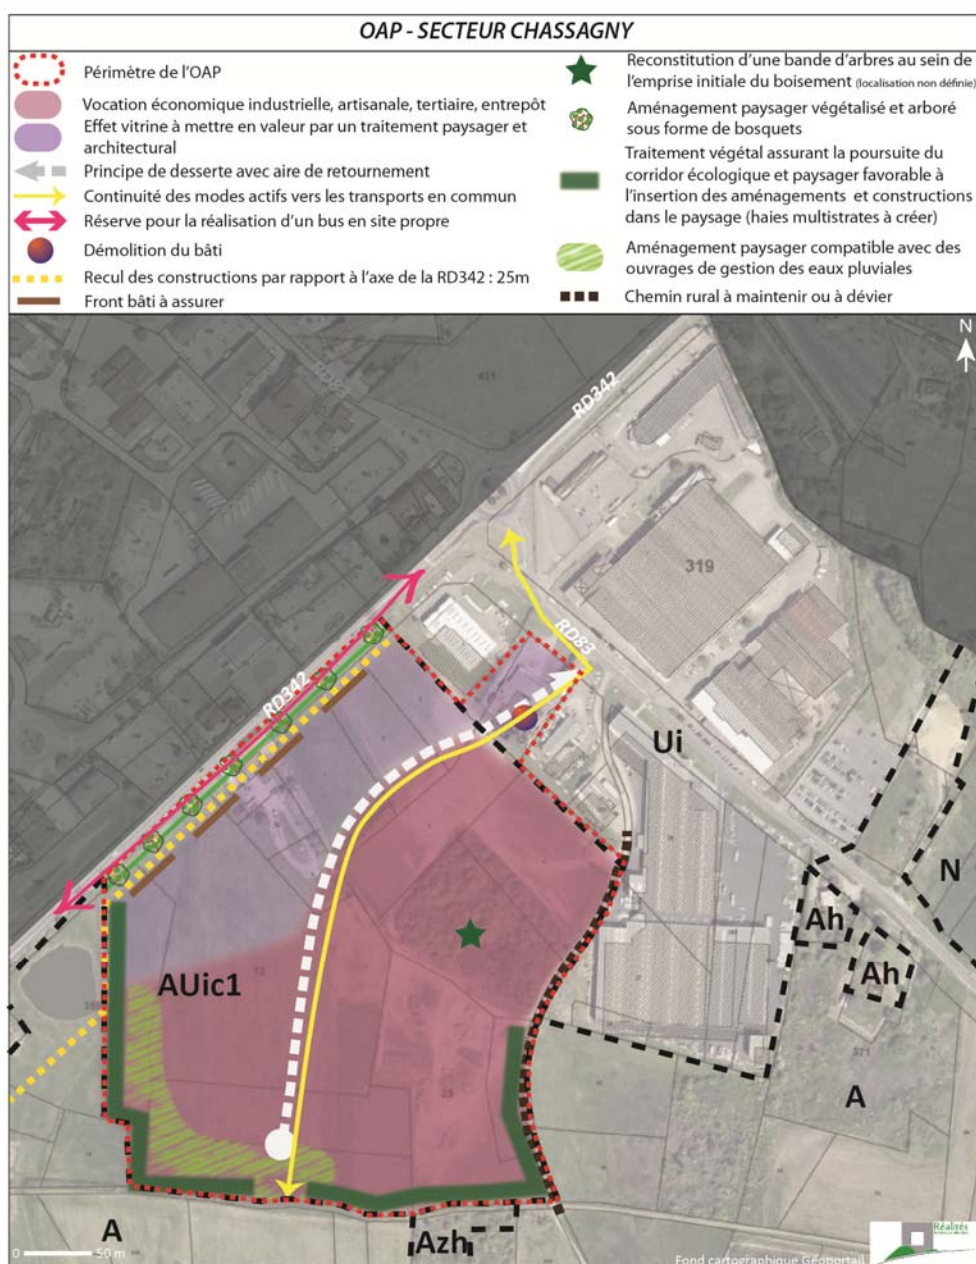 OAP - SECTEUR CHASSAGNY
Périmètre de l'OAP
Vocation économique industrielle, artisanale, tertiaire, entrepôt
Effet vitrine à mettre en valeur par un traitement paysager et
architectural
Principe de desserte avec aire de retournement
Continuité des modes actifs vers les transports en commun
Réserve pour la réalisation d'un bus en site propre
Démolition du bâti
Recul des constructions par rapport à l'axe de la RD342 : 25m
Front bâti à assurer
Reconstitution d'une bande d'arbres au sein de
l'emprise initiale du boisement (localisation non définie)
Aménagement paysager végétalisé et arboré
sous forme de bosquets
Traitement végétal assurant la poursuite du
corridor écologique et paysager favorable à
l'insertion des aménagements et constructions
dans le paysage (haies multistrates à créer)
Aménagement paysager compatible avec des
ouvrages de gestion des eaux pluviales
Chemin rural à maintenir ou à dévier
N
RD83
431
RD342
319
RD83
RD342
Ui
N
Ah
Ah
AUic1
12
371
A
25
A
Azh
0 50 m
Fond cartographique Géoportail
Réalités